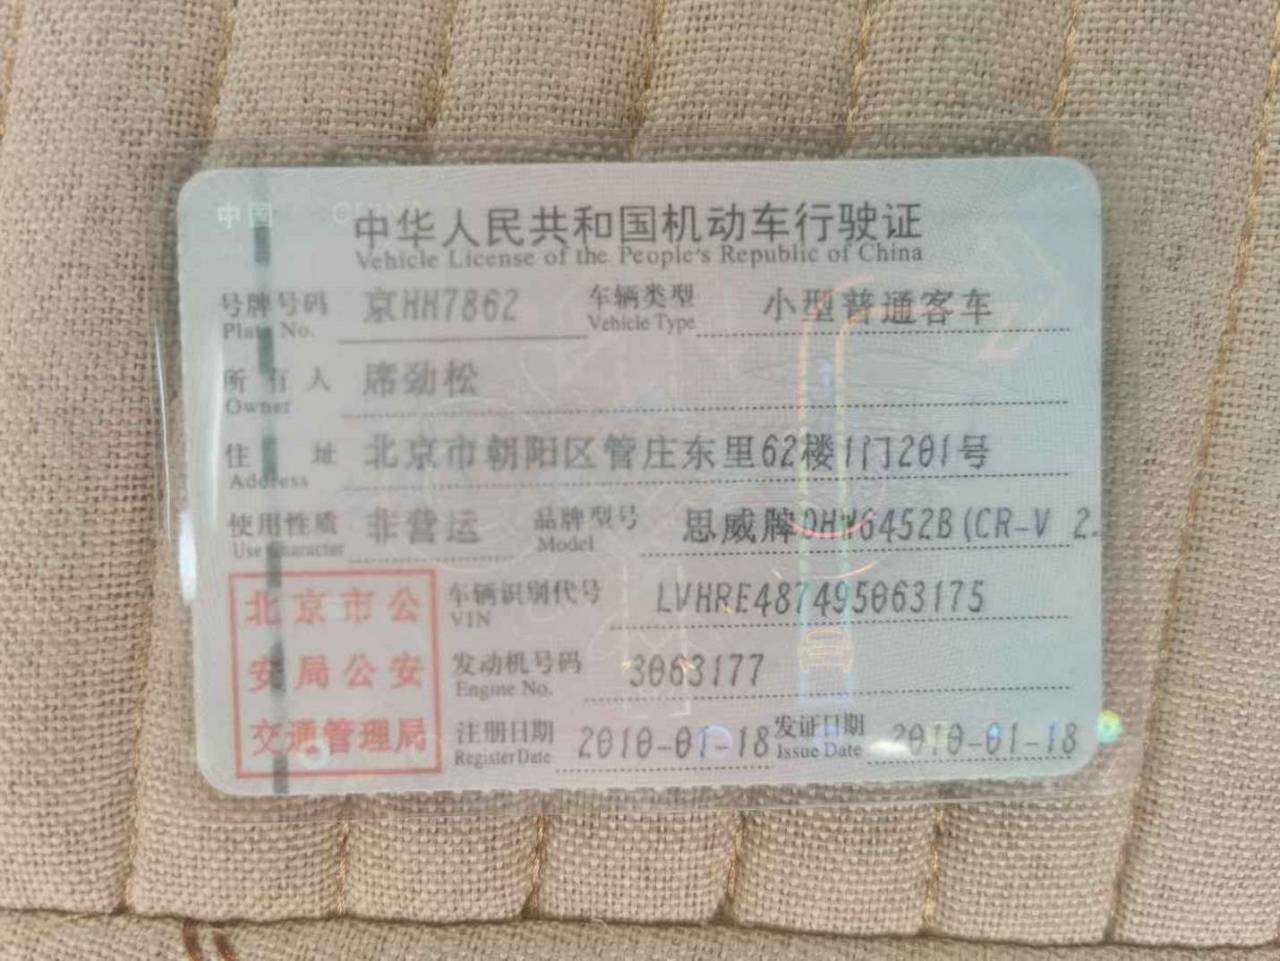 中国 CHINA
中华人民共和国机动车行驶证
Vehicle License of the People's Republic of China
号牌号码 京HH7862 车辆类型 小型普通客车
Plate No. Vehicle Type
所有人 席劲松
Owner
住址 北京市朝阳区管庄东里62楼1门201号
Address
使用性质 非营运 品牌型号 思威牌DHW6452B(CR-V 2.
Use Character Model
北京市公
安局公安
交通管理局
车辆识别代号 LVHRE487495063175
VIN
发动机号码 3063177
Engine No.
注册日期 2010-01-18 发证日期 2010-01-18
Register Date Issue Date